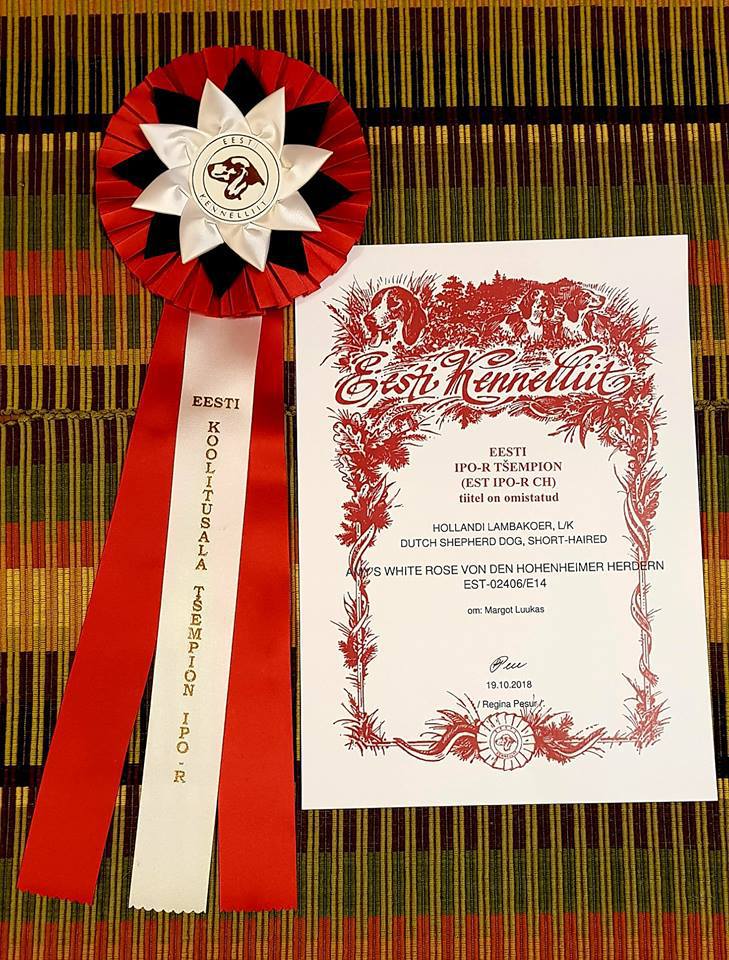 EESTI
KENNELLIIT
EESTI
KOOLITUSALA TŠEMPION IPO-R
Eesti Kennelliit
EESTI
IPO-R TŠEMPION
(EST IPO-R CH)
tiitel on omistatud
HOLLANDI LAMBAKOER, L/K
DUTCH SHEPHERD DOG, SHORT-HAIRED
WHITE ROSE VON DEN HOHENHEIMER HERDERN
EST-02406/E14
om: Margot Luukas
19.10.2018
/ Regina Pesur /